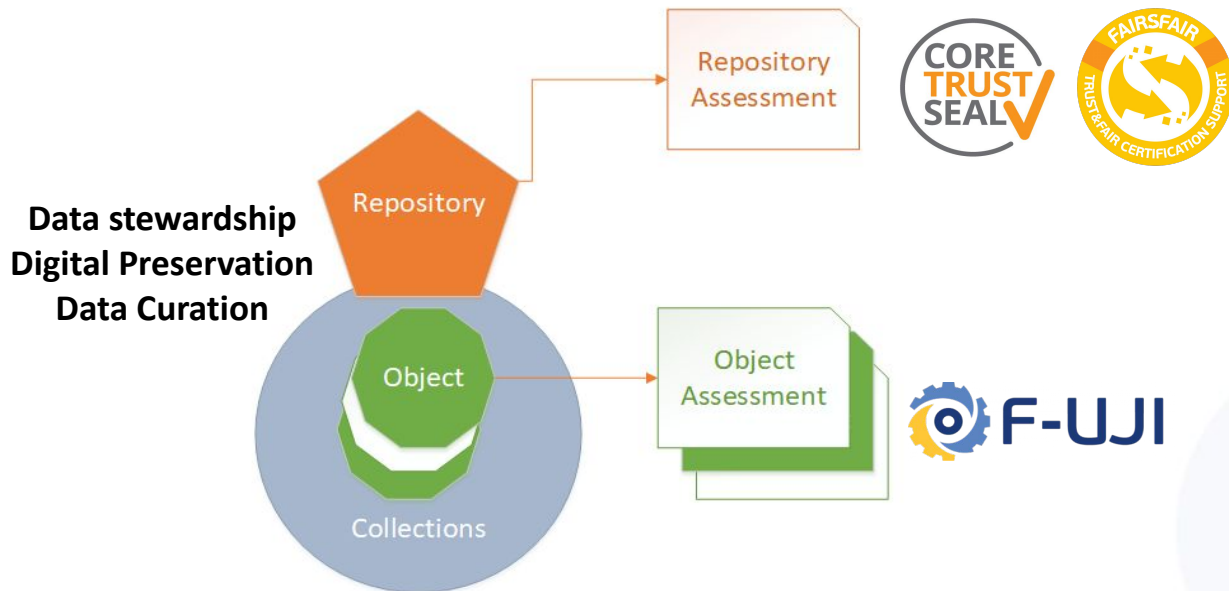 Repository
Assessment
CORE
TRUST
SEAL
FAIRSFAIR
TRUST&FAIR CERTIFICATION SUPPORT
Repository
Data stewardship
Digital Preservation
Data Curation
Object
Object
Assessment
F-UJI
Collections